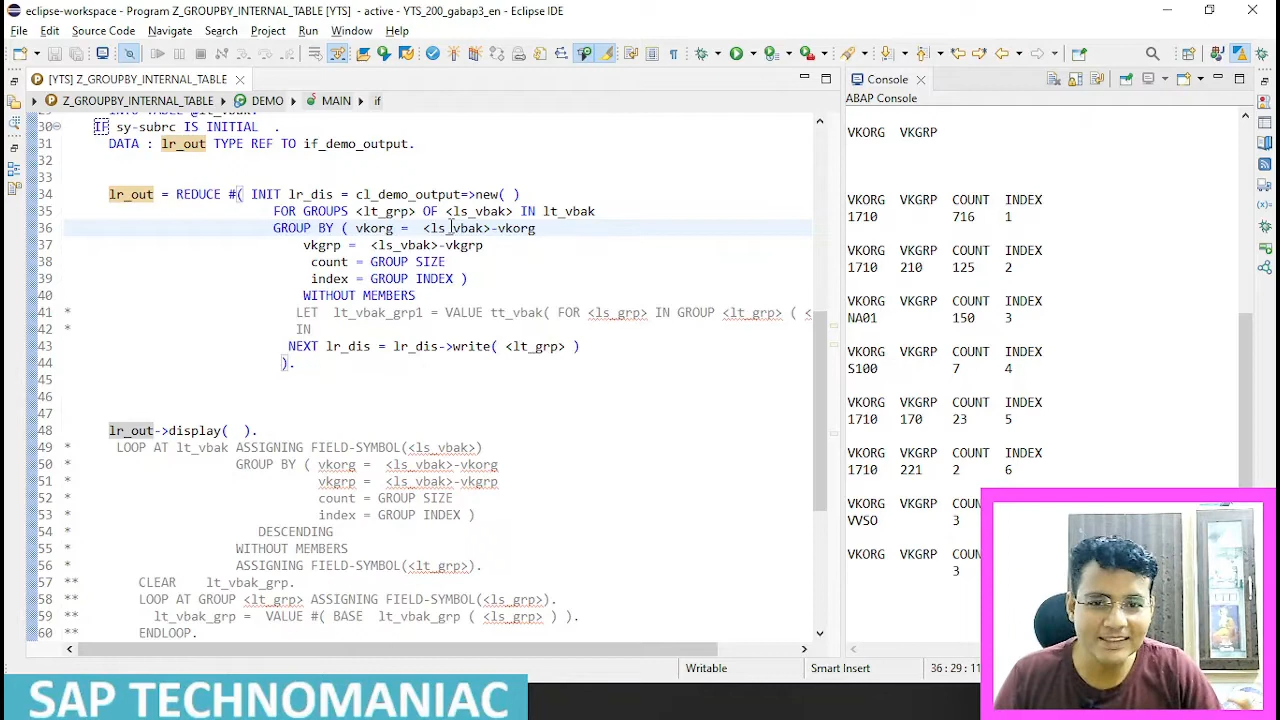 eclipse-workspace - Program Z_GROUPBY_INTERNAL_TABLE [YTS] - active - YTS_200_abap3_en - Eclipse IDE
File Edit Source Code Navigate Search Project Run Window Help
[YTS] Z_GROUPBY_INTERNAL_TABLE
Console
Z_GROUPBY_INTERNAL_TABLE DEMO MAIN if
ABAP Console
30 IF sy-subrc IS INITIAL .
31 DATA : lr_out TYPE REF TO if_demo_output.
32
33
34 lr_out = REDUCE #( INIT lr_dis = cl_demo_output=>new( )
35 FOR GROUPS <lt_grp> OF <ls_vbak> IN lt_vbak
36 GROUP BY ( vkorg = <ls_vbak>-vkorg
37 vkgrp = <ls_vbak>-vkgrp
38 count = GROUP SIZE
39 index = GROUP INDEX )
40 WITHOUT MEMBERS
41 * LET lt_vbak_grp1 = VALUE tt_vbak( FOR <ls_grp> IN GROUP <lt_grp> ( <
42 * IN
43 NEXT lr_dis = lr_dis->write( <lt_grp> )
44 ).
45
46
47
48 lr_out->display( ).
49 * LOOP AT lt_vbak ASSIGNING FIELD-SYMBOL(<ls_vbak>)
50 * GROUP BY ( vkorg = <ls_vbak>-vkorg
51 * vkgrp = <ls_vbak>-vkgrp
52 * count = GROUP SIZE
53 * index = GROUP INDEX )
54 * DESCENDING
55 * WITHOUT MEMBERS
56 * ASSIGNING FIELD-SYMBOL(<lt_grp>).
57 ** CLEAR lt_vbak_grp.
58 ** LOOP AT GROUP <lt_grp> ASSIGNING FIELD-SYMBOL(<ls_grp>).
59 ** lt_vbak_grp = VALUE #( BASE lt_vbak_grp ( <ls_grp> ) ).
60 ** ENDLOOP.
VKORG VKGRP
VKORG VKGRP COUNT INDEX
1710 716 1
VKORG VKGRP COUNT INDEX
1710 210 125 2
VKORG VKGRP COUNT INDEX
NA01 150 3
VKORG VKGRP COUNT INDEX
S100 7 4
VKORG VKGRP COUNT INDEX
1710 170 23 5
VKORG VKGRP COUNT INDEX
1710 221 2 6
VKORG VKGRP
VVSO 3
VKORG VKGRP
3
Writable Smart Insert
SAP TECHNOMANIAC